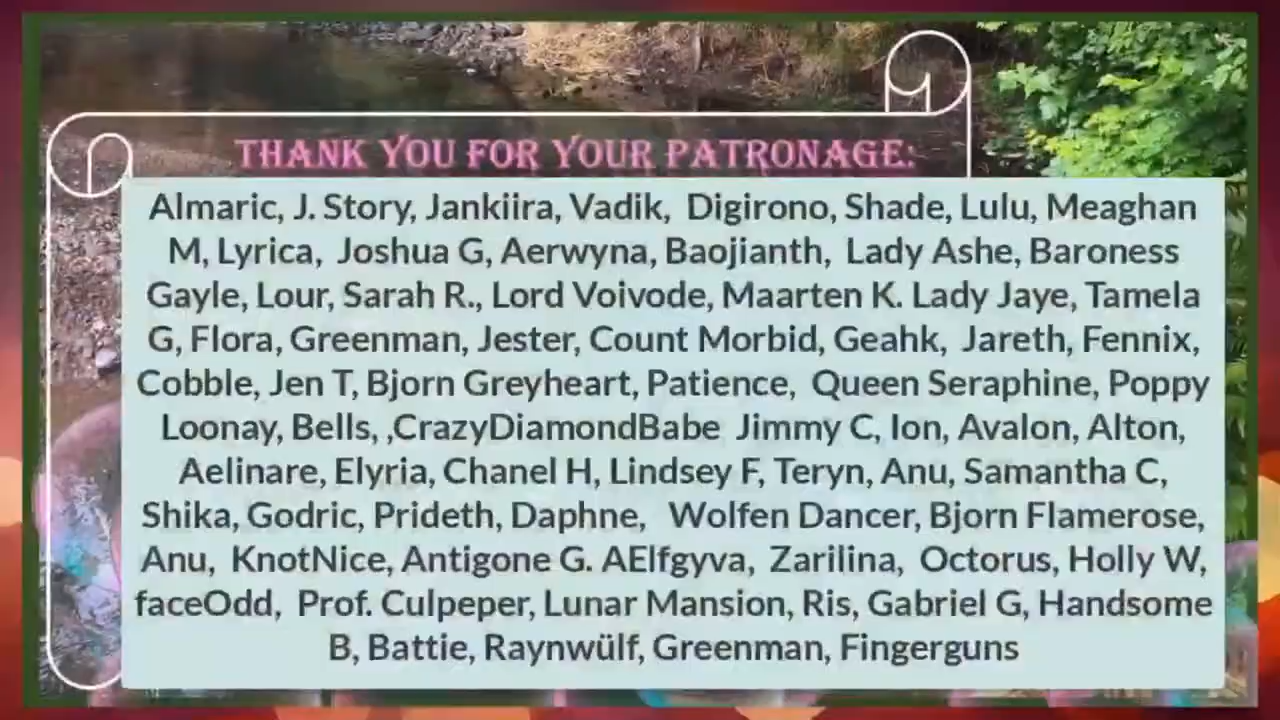 THANK YOU FOR YOUR PATRONAGE:
Almaric, J. Story, Jankiira, Vadik, Digirono, Shade, Lulu, Meaghan
M, Lyrica, Joshua G, Aerwyna, Baojianth, Lady Ashe, Baroness
Gayle, Lour, Sarah R., Lord Voivode, Maarten K. Lady Jaye, Tamela
G, Flora, Greenman, Jester, Count Morbid, Geahk, Jareth, Fennix,
Cobble, Jen T, Bjorn Greyheart, Patience, Queen Seraphine, Poppy
Loonay, Bells, ,CrazyDiamondBabe Jimmy C, Ion, Avalon, Alton,
Aelinare, Elyria, Chanel H, Lindsey F, Teryn, Anu, Samantha C,
Shika, Godric, Prideth, Daphne, Wolfen Dancer, Bjorn Flamerose,
Anu, KnotNice, Antigone G. AElfgyva, Zarilina, Octorus, Holly W,
faceOdd, Prof. Culpeper, Lunar Mansion, Ris, Gabriel G, Handsome
B, Battie, Raynwülf, Greenman, Fingerguns